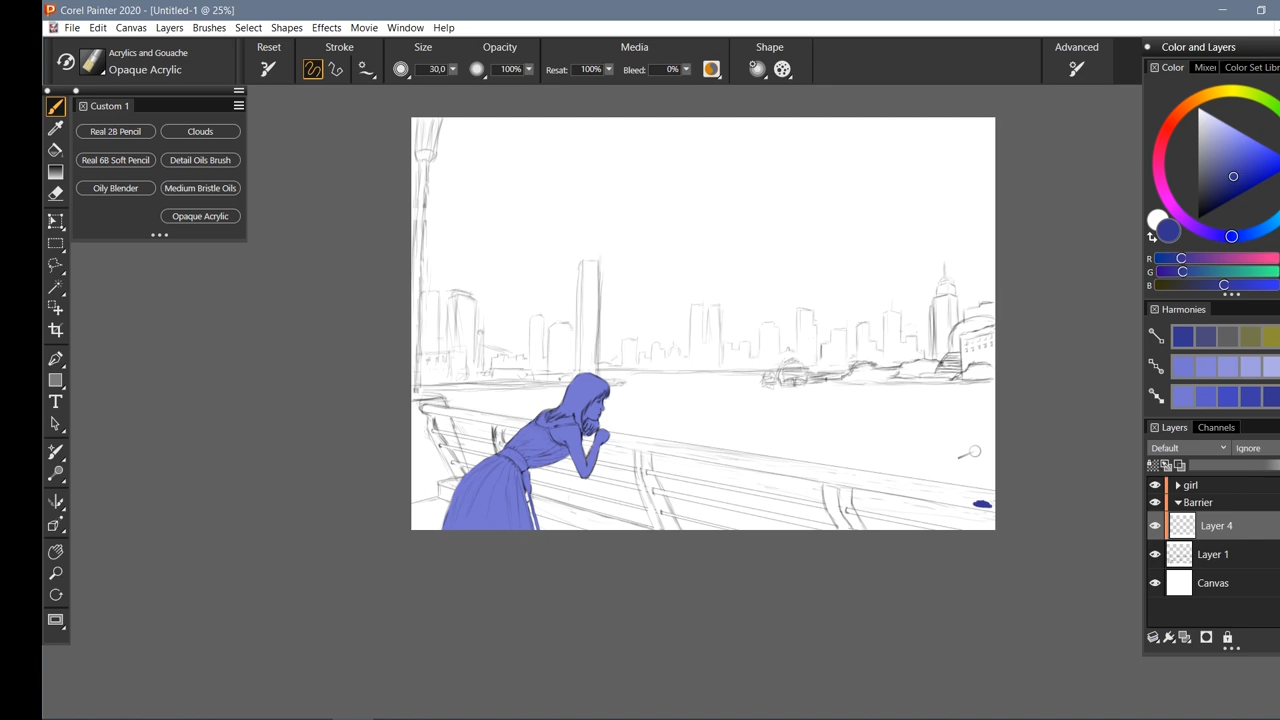 Corel Painter 2020 - [Untitled-1 @ 25%]
File Edit Canvas Layers Brushes Select Shapes Effects Movie Window Help
Acrylics and Gouache
Opaque Acrylic
Reset
Stroke
Size
30,0
Opacity
100%
Media
Resat: 100% Bleed: 0%
Shape
Advanced
Custom 1
Real 2B Pencil Clouds
Real 6B Soft Pencil Detail Oils Brush
Oily Blender Medium Bristle Oils
Opaque Acrylic
Color and Layers
Color Mixer Color Set Libr
R
G
B
Harmonies
Layers Channels
Default Ignore
girl
Barrier
Layer 4
Layer 1
Canvas